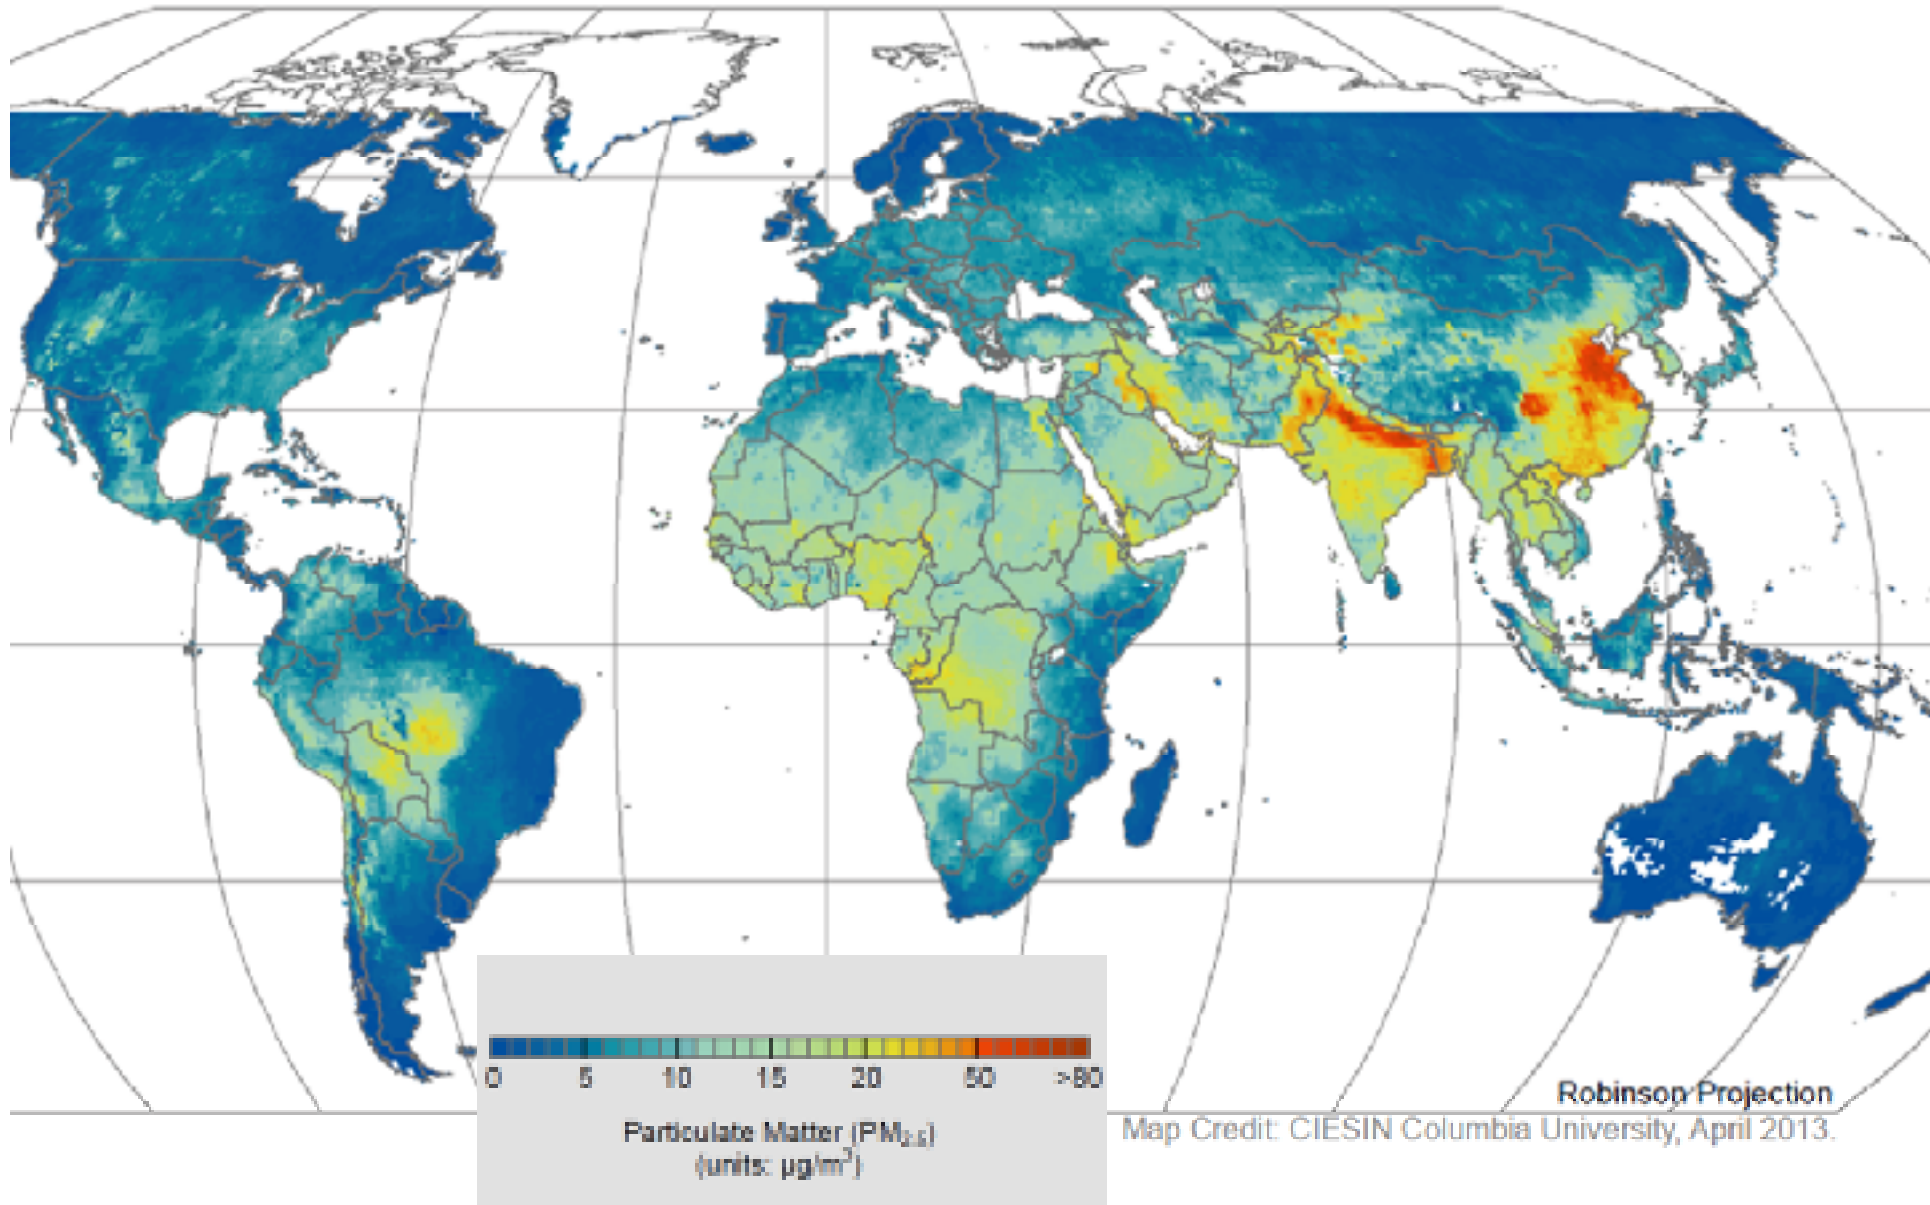 0 5 10 15 20 50 >80
Particulate Matter (PM2.5)
(units: µg/m³)
Robinson Projection
Map Credit: CIESIN Columbia University, April 2013.